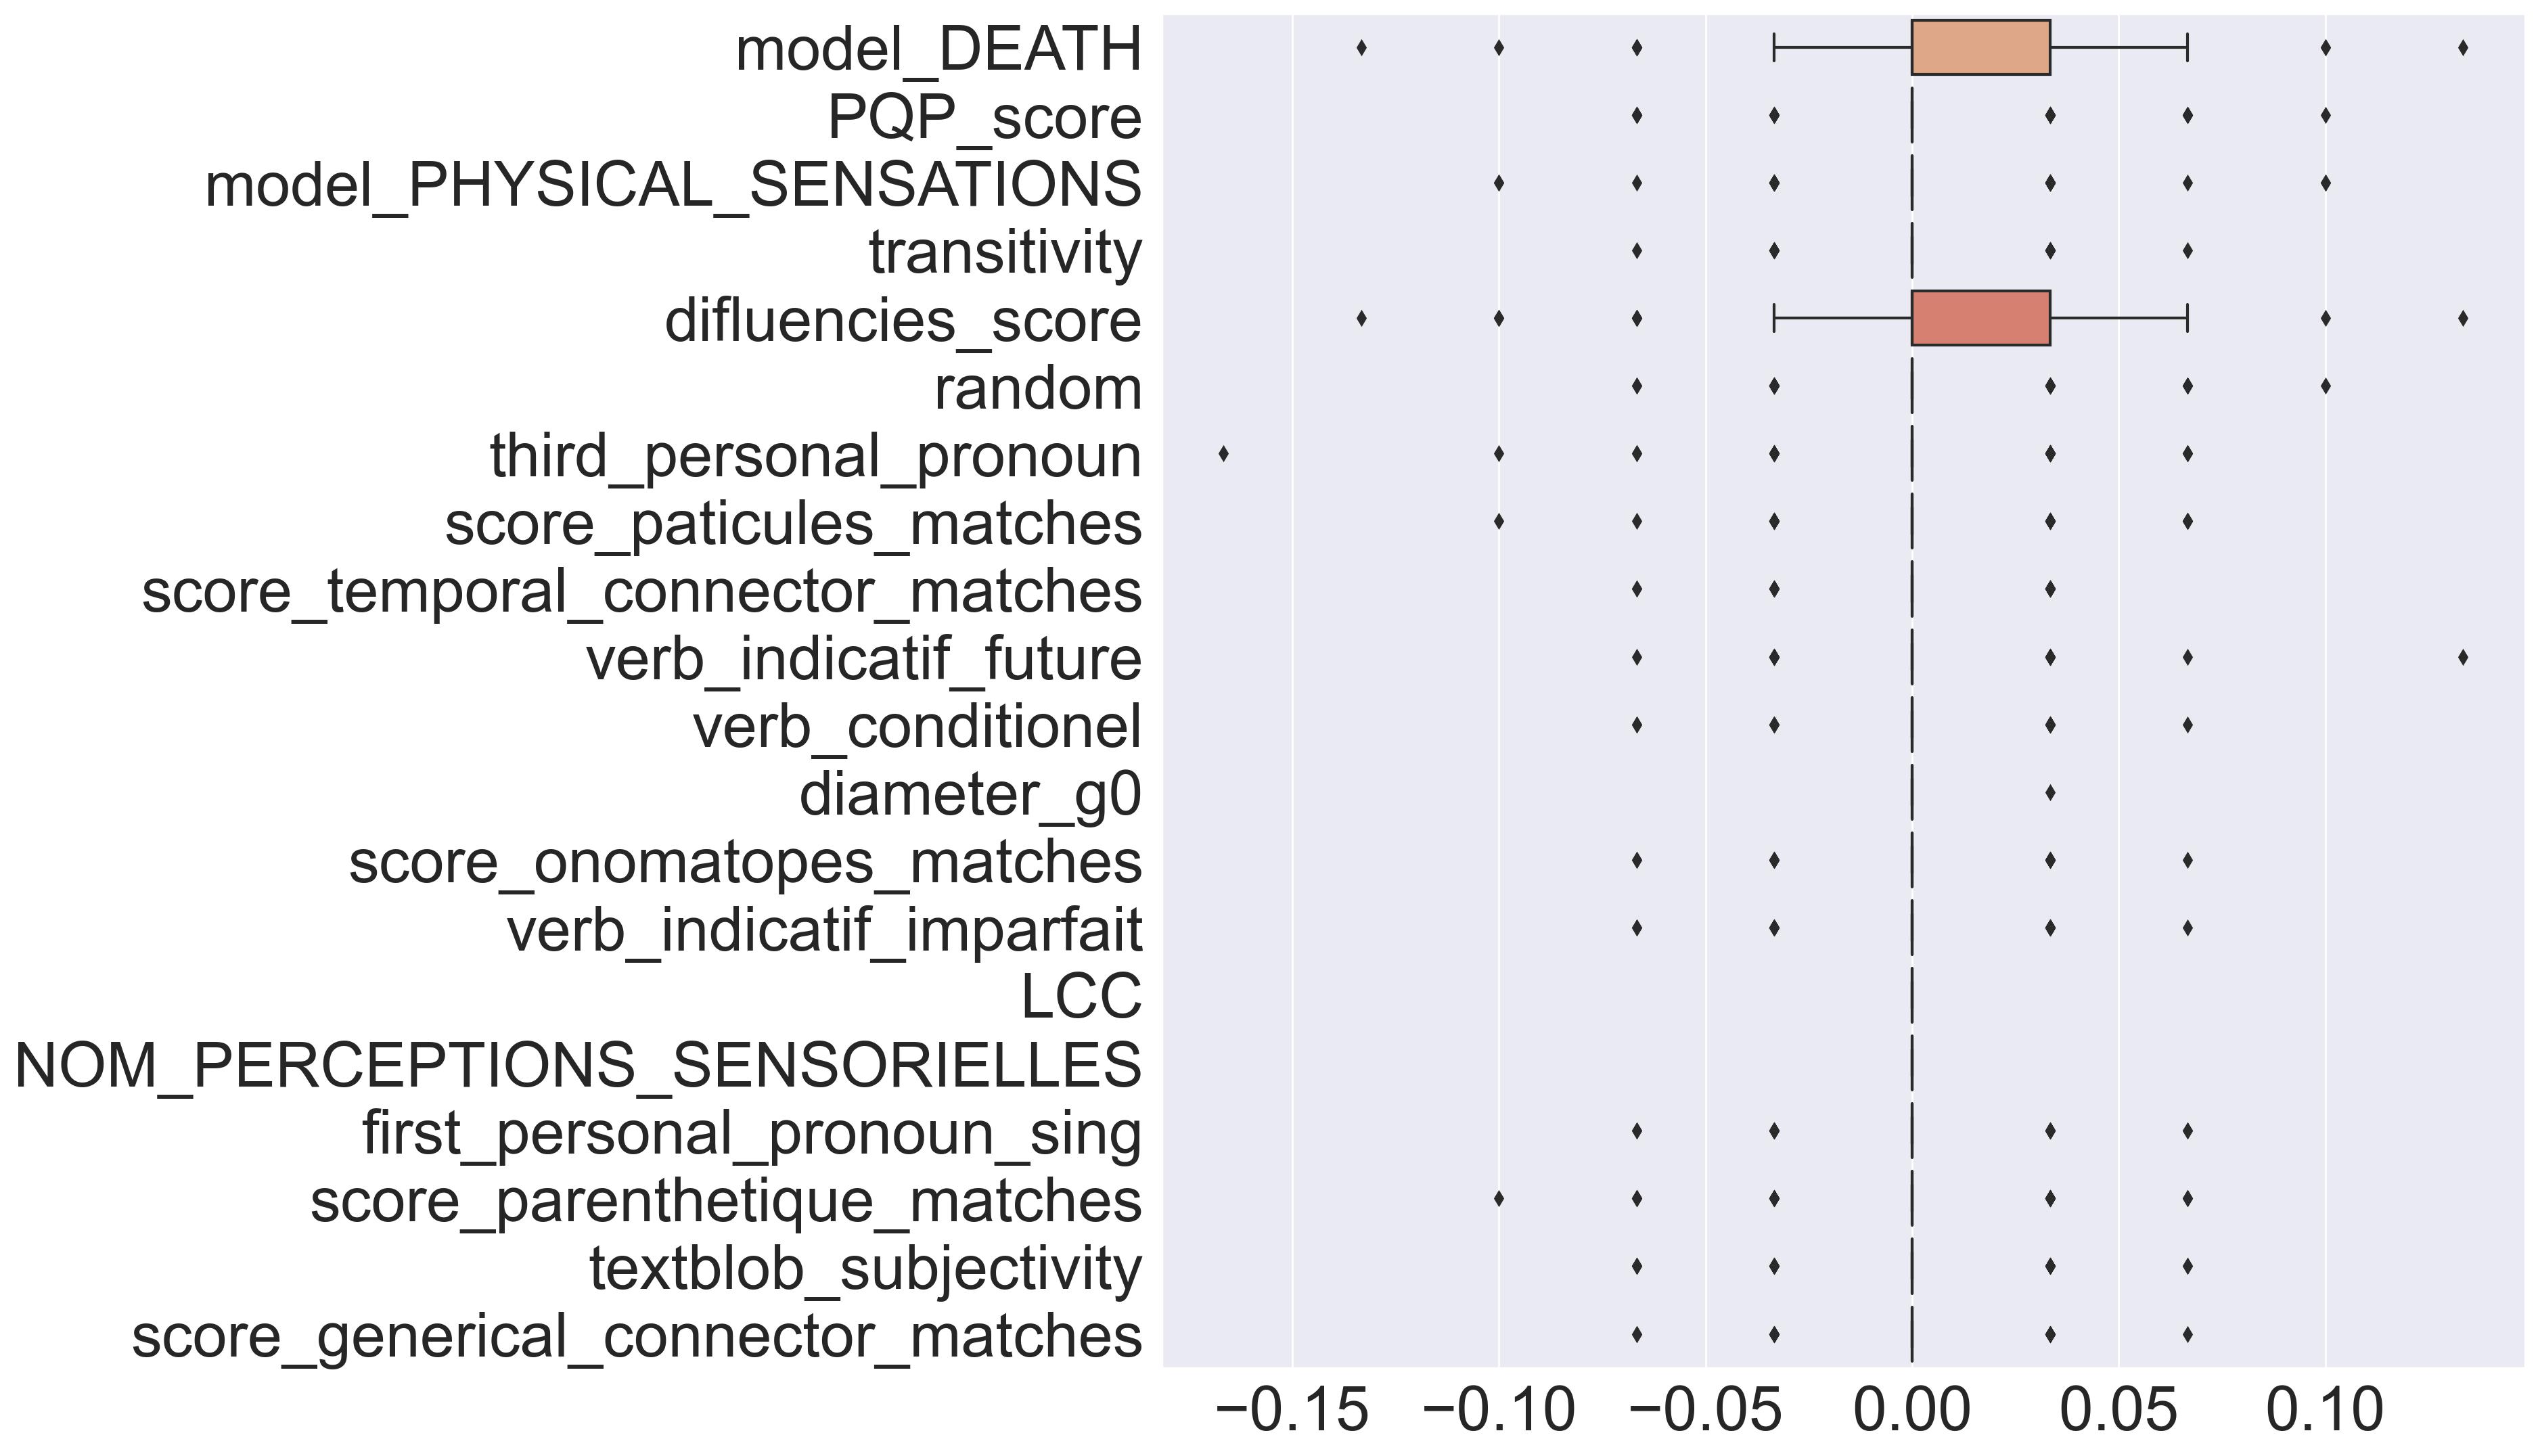 model_DEATH
PQP_score
model_PHYSICAL_SENSATIONS
transitivity
difluencies_score
random
third_personal_pronoun
score_paticules_matches
score_temporal_connector_matches
verb_indicatif_future
verb_conditionel
diameter_g0
score_onomatopes_matches
verb_indicatif_imparfait
LCC
NOM_PERCEPTIONS_SENSORIELLES
first_personal_pronoun_sing
score_parenthetique_matches
textblob_subjectivity
score_generical_connector_matches
−0.15 −0.10 −0.05 0.00 0.05 0.10